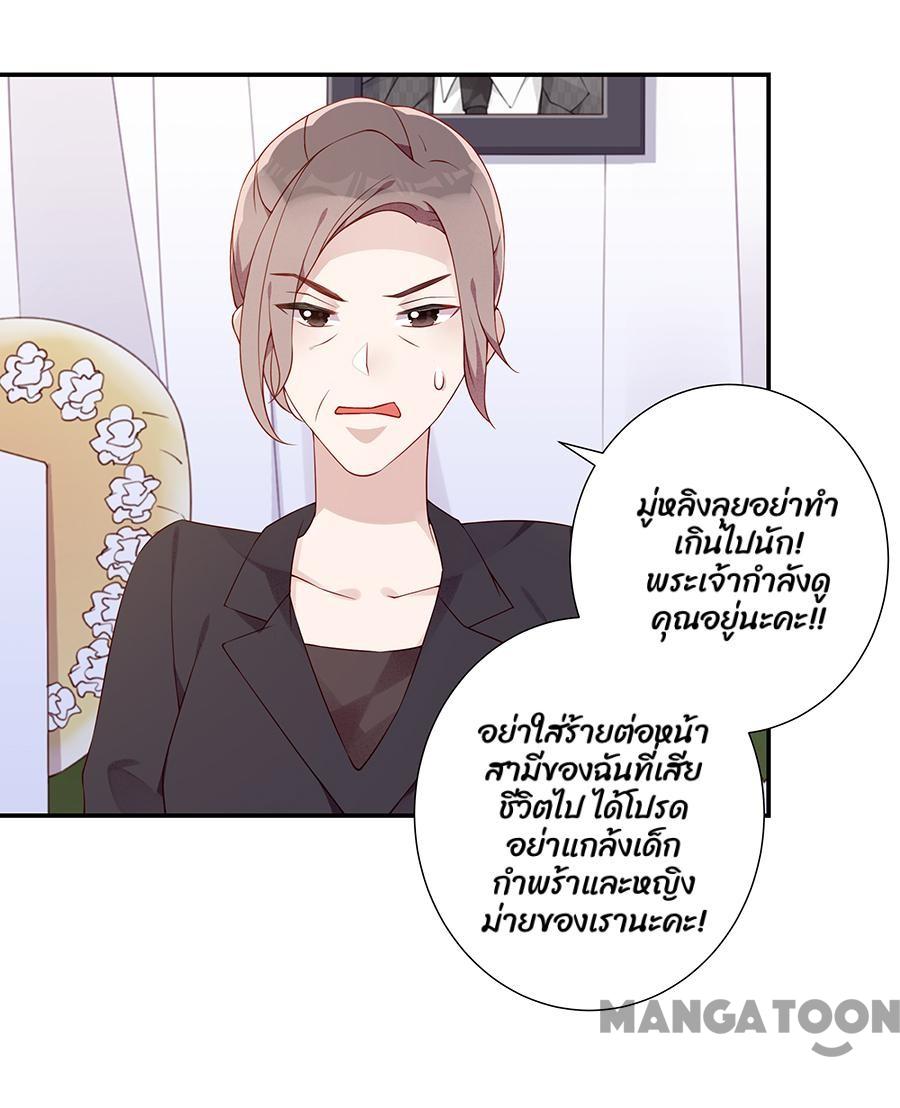 มู่หลิงลุยอย่าทำ
เกินไปนัก!
พระเจ้ากำลังดู
คุณอยู่นะคะ!!
อย่าใส่ร้ายต่อหน้า
สามีของฉันที่เสีย
ชีวิตไป ได้โปรด
อย่าแกล้งเด็ก
กำพร้าและหญิง
ม่ายของเรานะคะ!
MANGATOON